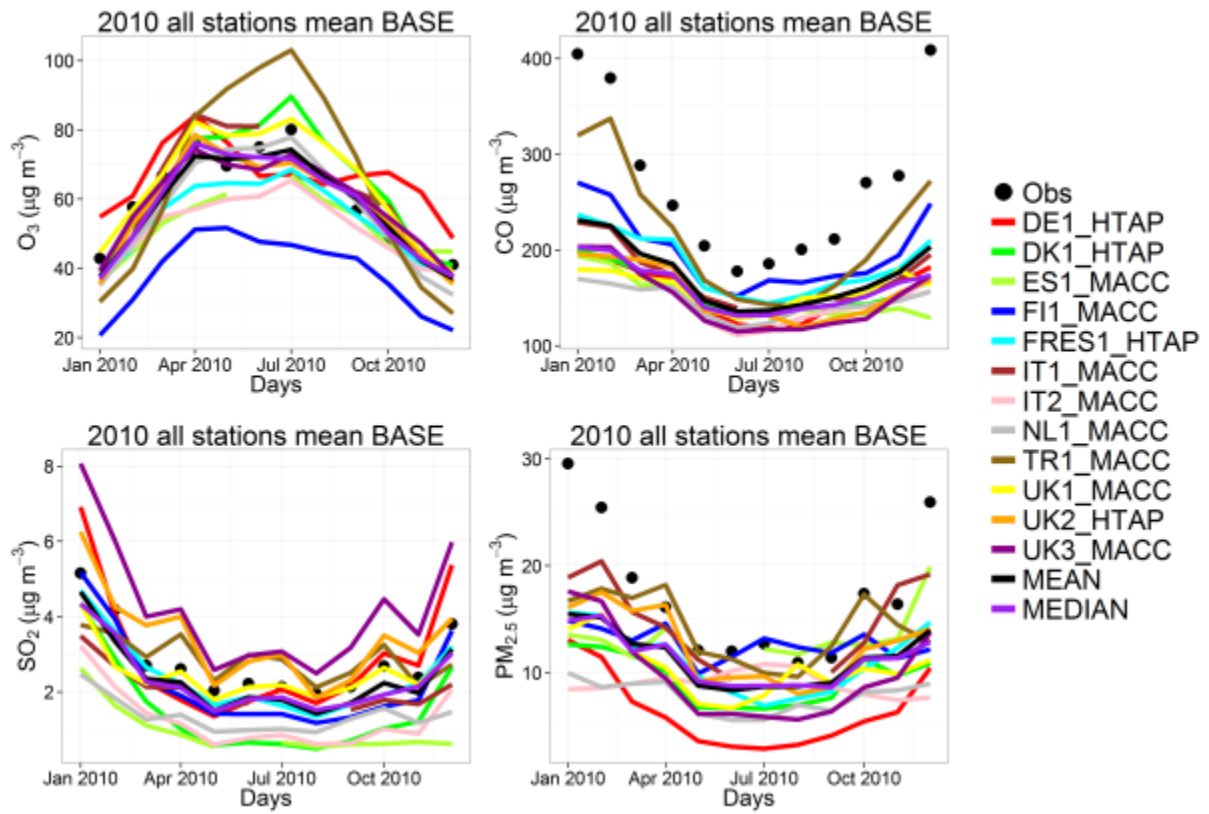 2010 all stations mean BASE
100
80
60
40
20
O₃ (µg m⁻³)
Jan 2010 Apr 2010 Jul 2010 Oct 2010
Days
2010 all stations mean BASE
400
300
200
100
CO (µg m⁻³)
Jan 2010 Apr 2010 Jul 2010 Oct 2010
Days
2010 all stations mean BASE
8
6
4
2
SO₂ (µg m⁻³)
Jan 2010 Apr 2010 Jul 2010 Oct 2010
Days
2010 all stations mean BASE
30
20
10
PM₂.₅ (µg m⁻³)
Jan 2010 Apr 2010 Jul 2010 Oct 2010
Days
Obs
DE1_HTAP
DK1_HTAP
ES1_MACC
FI1_MACC
FRES1_HTAP
IT1_MACC
IT2_MACC
NL1_MACC
TR1_MACC
UK1_MACC
UK2_HTAP
UK3_MACC
MEAN
MEDIAN